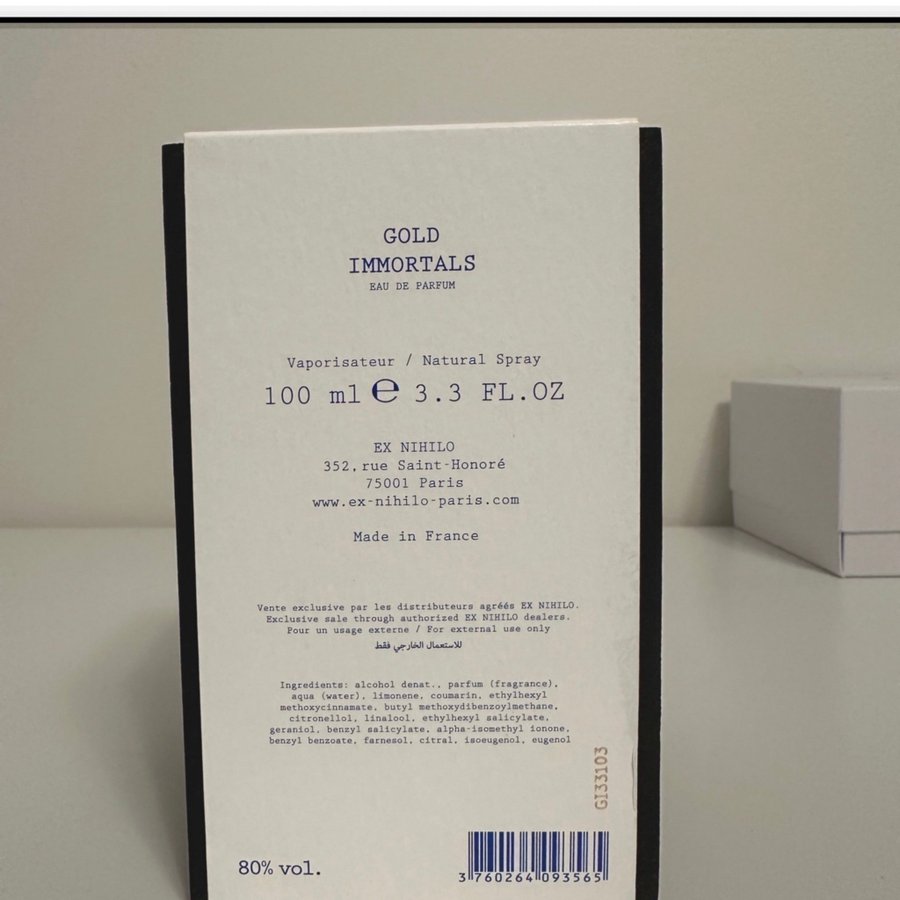 GOLD
IMMORTALS
EAU DE PARFUM
Vaporisateur / Natural Spray
100 ml ℮ 3.3 FL.OZ
EX NIHILO
352, rue Saint-Honoré
75001 Paris
www.ex-nihilo-paris.com
Made in France
Vente exclusive par les distributeurs agréés EX NIHILO.
Exclusive sale through authorized EX NIHILO dealers.
Pour un usage externe / For external use only
للاستعمال الخارجي فقط
Ingredients: alcohol denat., parfum (fragrance),
aqua (water), limonene, coumarin, ethylhexyl
methoxycinnamate, butyl methoxydibenzoylmethane,
citronellol, linalool, ethylhexyl salicylate,
geraniol, benzyl salicylate, alpha-isomethyl ionone,
benzyl benzoate, farnesol, citral, isoeugenol, eugenol
GI33103
80% vol.
3 760264 093565